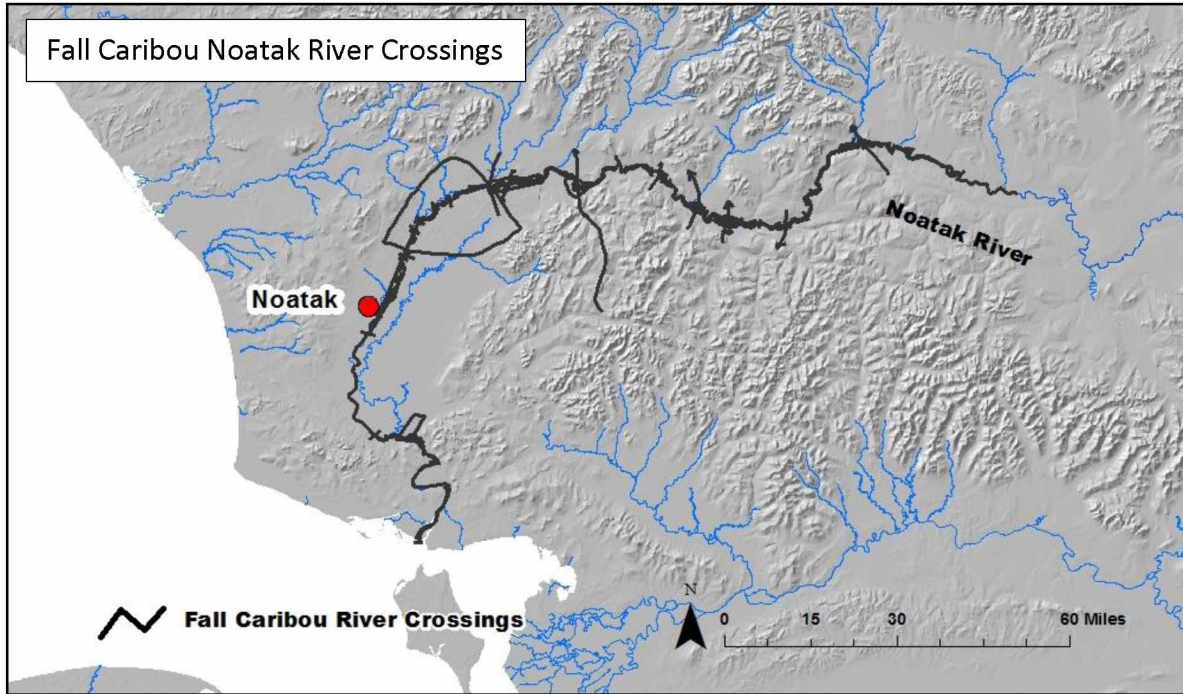 Fall Caribou Noatak River Crossings
Noatak River
Noatak
Fall Caribou River Crossings
N
0 15 30 60 Miles